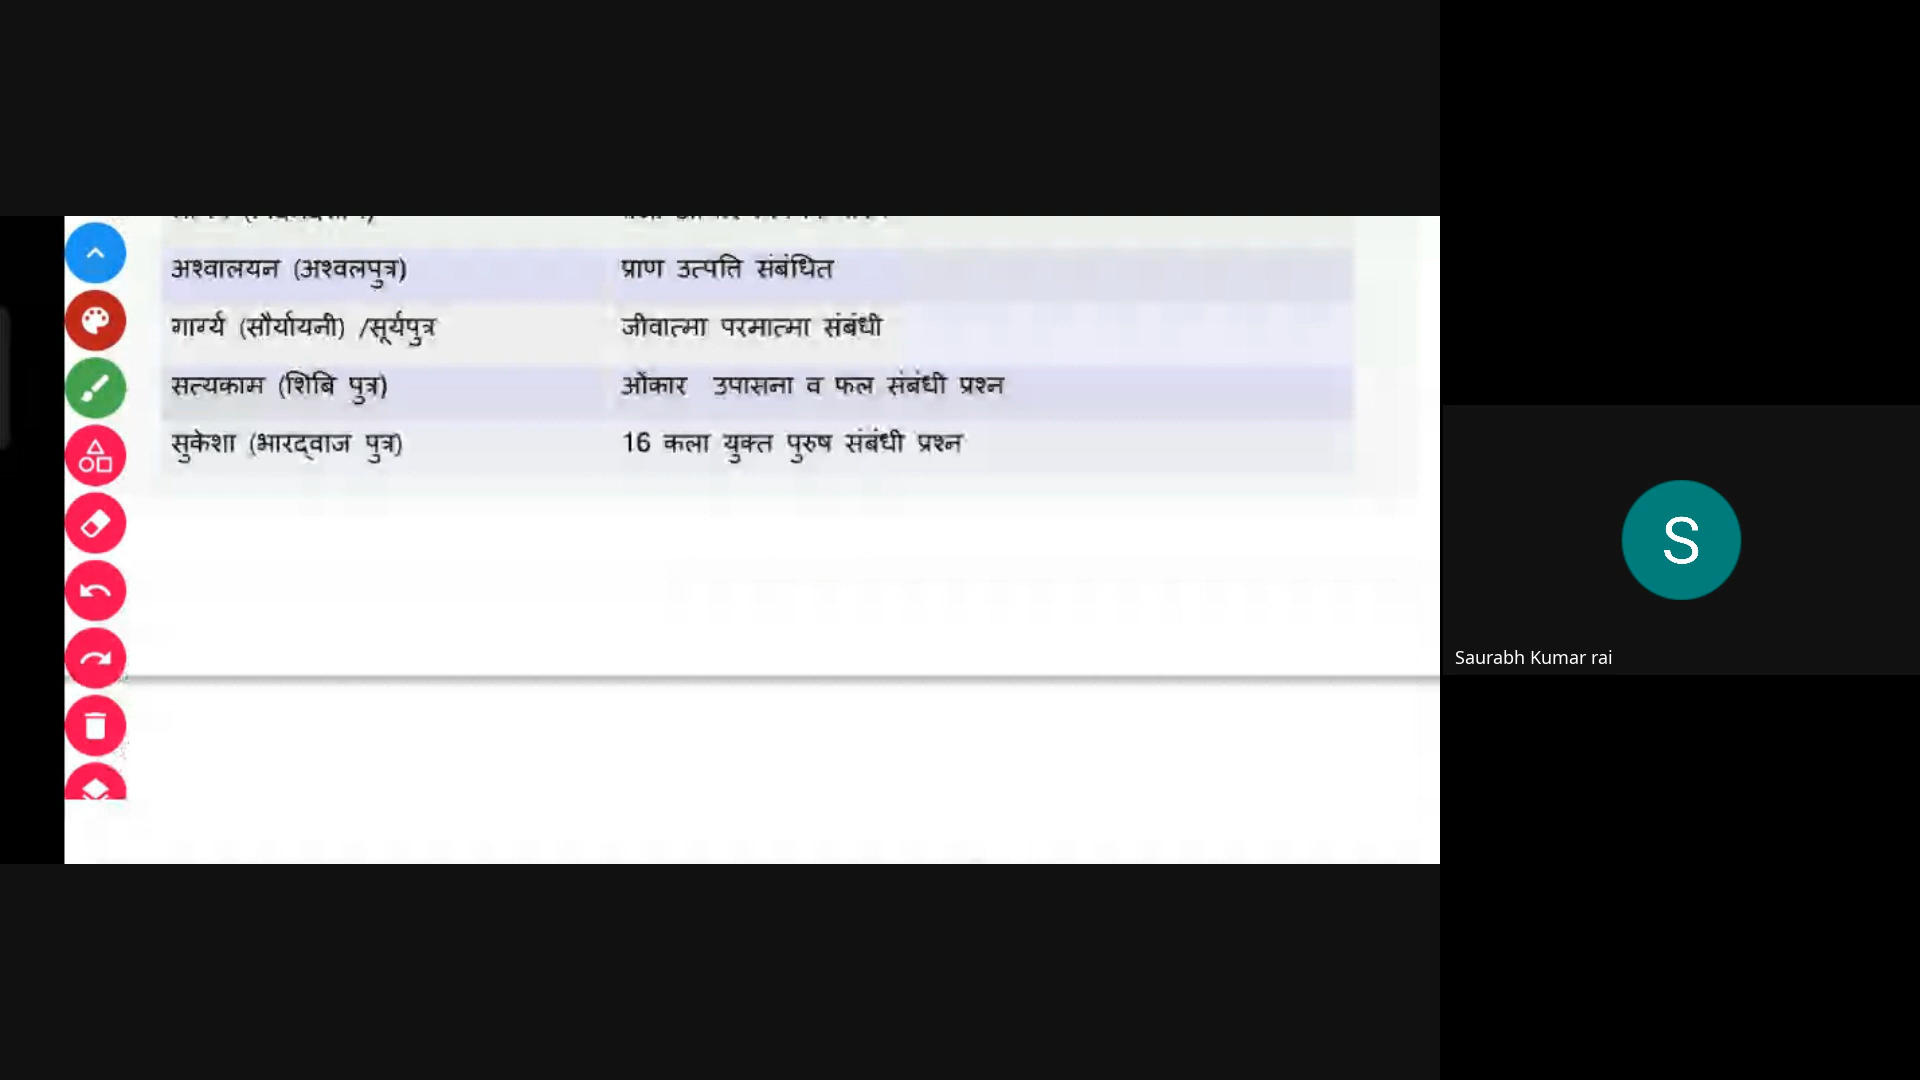 अश्वालयन (अश्वलपुत्र) प्राण उत्पति संबंधित
गार्ग्य (सौर्यायनी) /सूर्यपुत्र जीवात्मा परमात्मा संबंधी
सत्यकाम (शिबि पुत्र) ओंकार उपासना व फल संबंधी प्रश्न
सुकेशा (भारद्वाज पुत्र) 16 कला युक्त पुरुष संबंधी प्रश्न
S
Saurabh Kumar rai